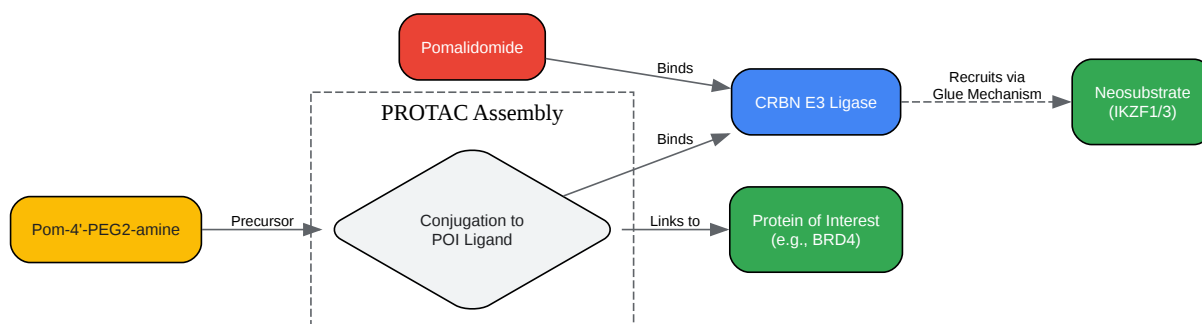 Pomalidomide
Binds
CRBN E3 Ligase
Recruits via
Glue Mechanism
Neosubstrate
(IKZF1/3)
PROTAC Assembly
Binds
Pom-4'-PEG2-amine
Precursor
Conjugation to
POI Ligand
Links to
Protein of Interest
(e.g., BRD4)